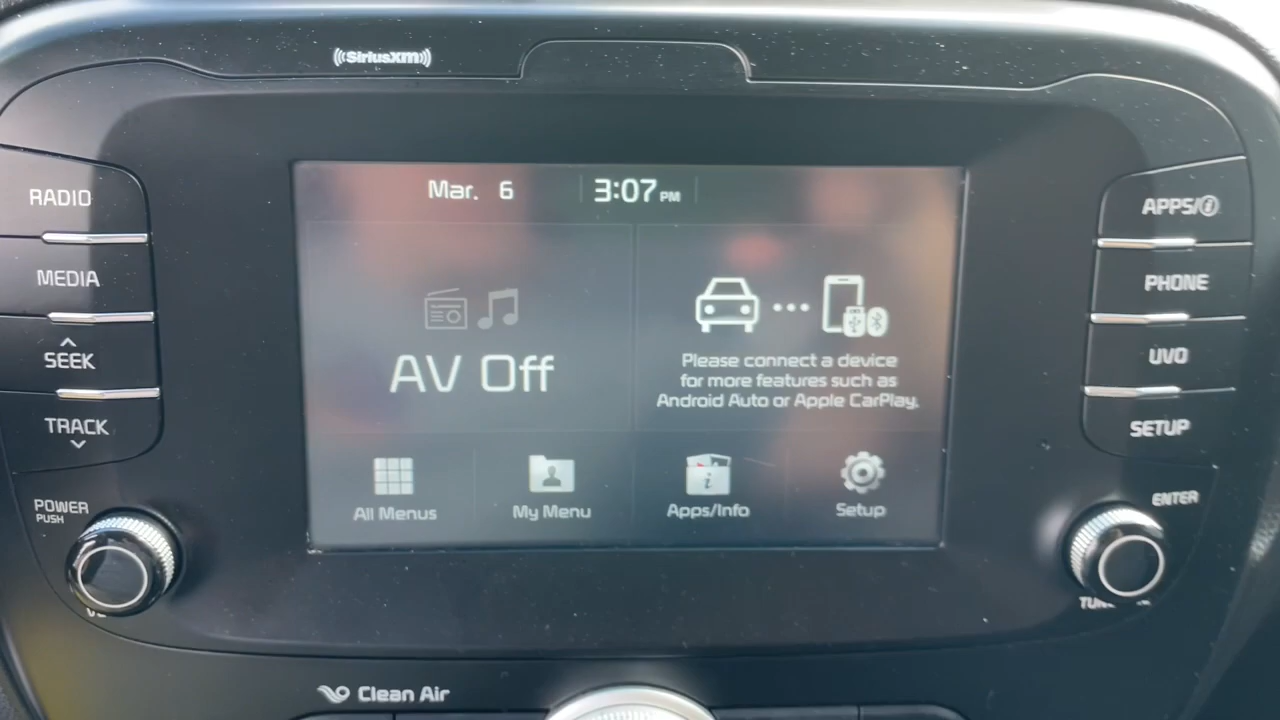 ((SiriusXM))
RADIO
MEDIA
SEEK
TRACK
POWER
PUSH
Mar. 6 3:07 PM
AV Off
Please connect a device
for more features such as
Android Auto or Apple CarPlay.
All Menus My Menu Apps/Info Setup
APPS/i
PHONE
UVO
SETUP
ENTER
Clean Air